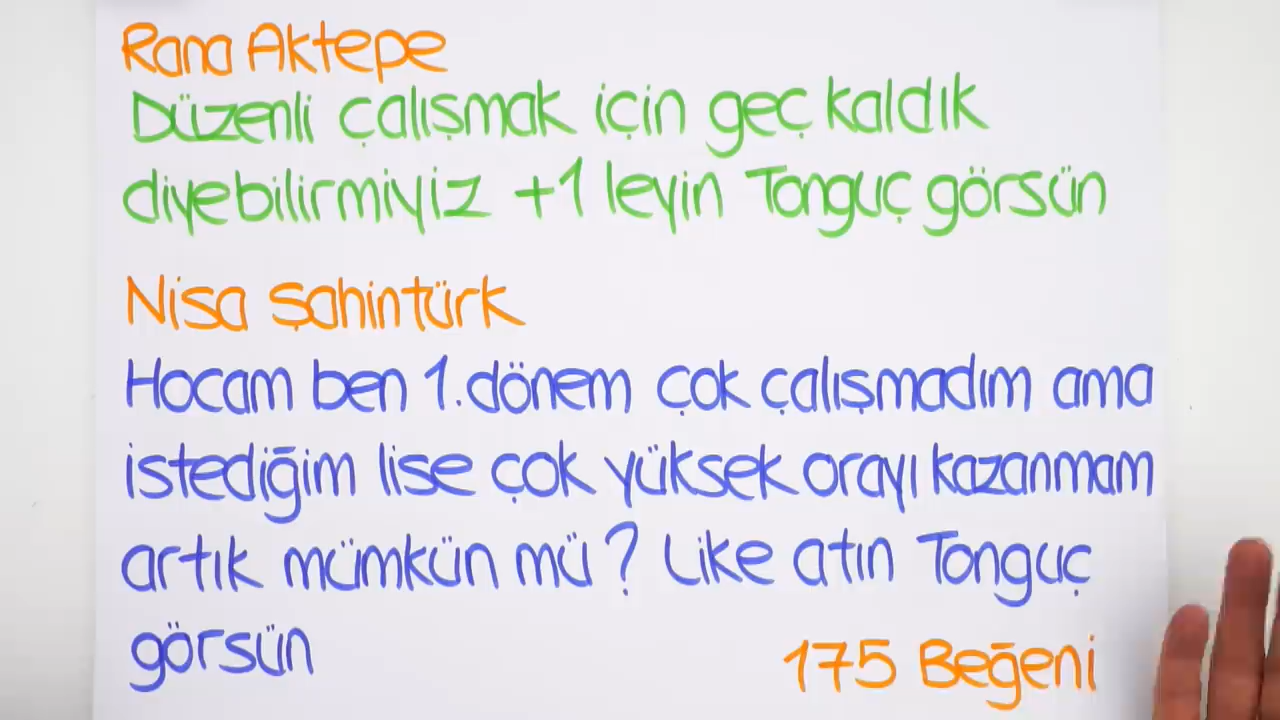 Rana Aktepe
Düzenli çalışmak için geç kaldık
diyebilirmiyiz +1 leyin Tonguç görsün
Nisa Şahintürk
Hocam ben 1. dönem çok çalışmadım ama
istediğim lise çok yüksek orayı kazanmam
artık mümkün mü? Like atın Tonguç
görsün
175 Beğeni